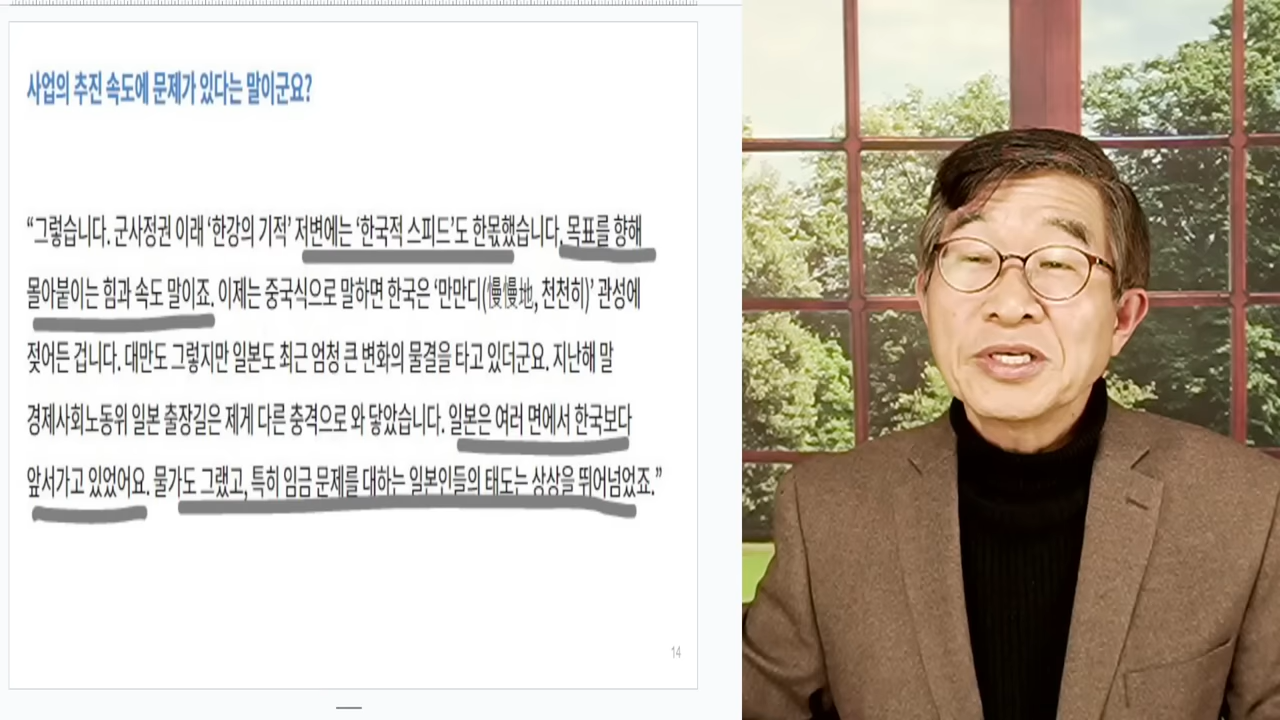 사업의 추진 속도에 문제가 있다는 말이군요?
“그렇습니다. 군사정권 이래 ‘한강의 기적’ 저변에는 ‘한국적 스피드’도 한몫했습니다. 목표를 향해
몰아붙이는 힘과 속도 말이죠. 이제는 중국식으로 말하면 한국은 ‘만만디(慢慢地, 천천히)’ 관성에
젖어든 겁니다. 대만도 그렇지만 일본도 최근 엄청 큰 변화의 물결을 타고 있더군요. 지난해 말
경제사회노동위 일본 출장길은 제게 다른 충격으로 와 닿았습니다. 일본은 여러 면에서 한국보다
앞서가고 있었어요. 물가도 그랬고, 특히 임금 문제를 대하는 일본인들의 태도는 상상을 뛰어넘었죠.”
14